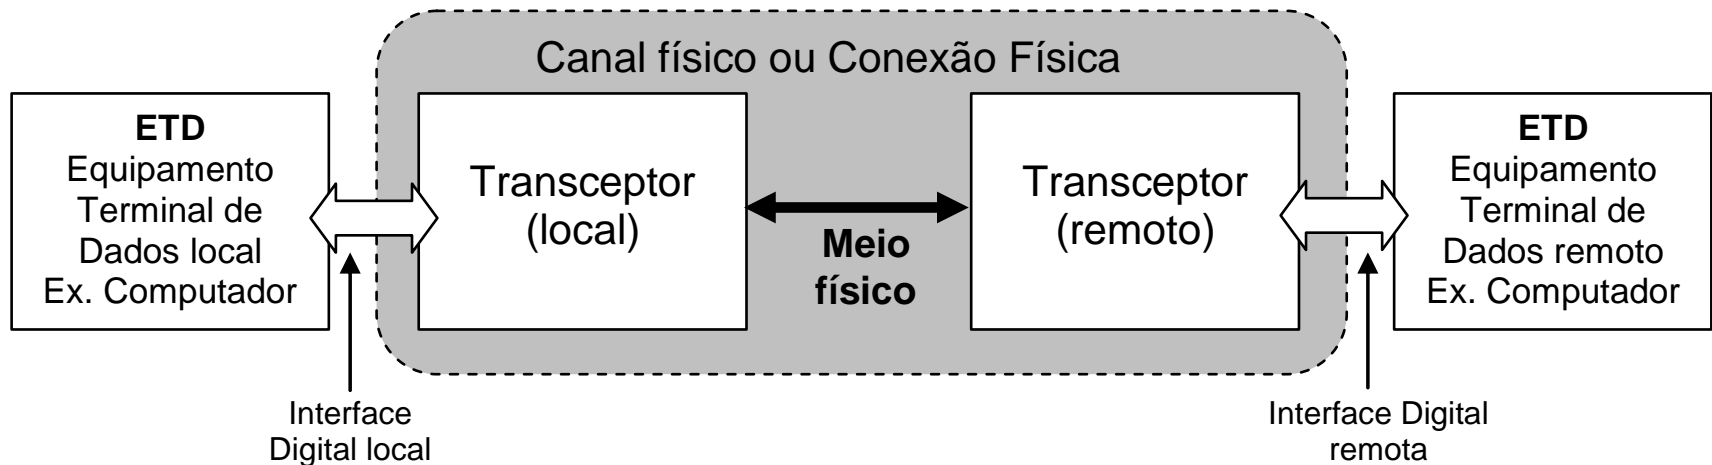 Canal físico ou Conexão Física
ETD
Equipamento
Terminal de
Dados local
Ex. Computador
Transceptor
(local)
Meio
físico
Transceptor
(remoto)
ETD
Equipamento
Terminal de
Dados remoto
Ex. Computador
Interface
Digital local
Interface Digital
remota